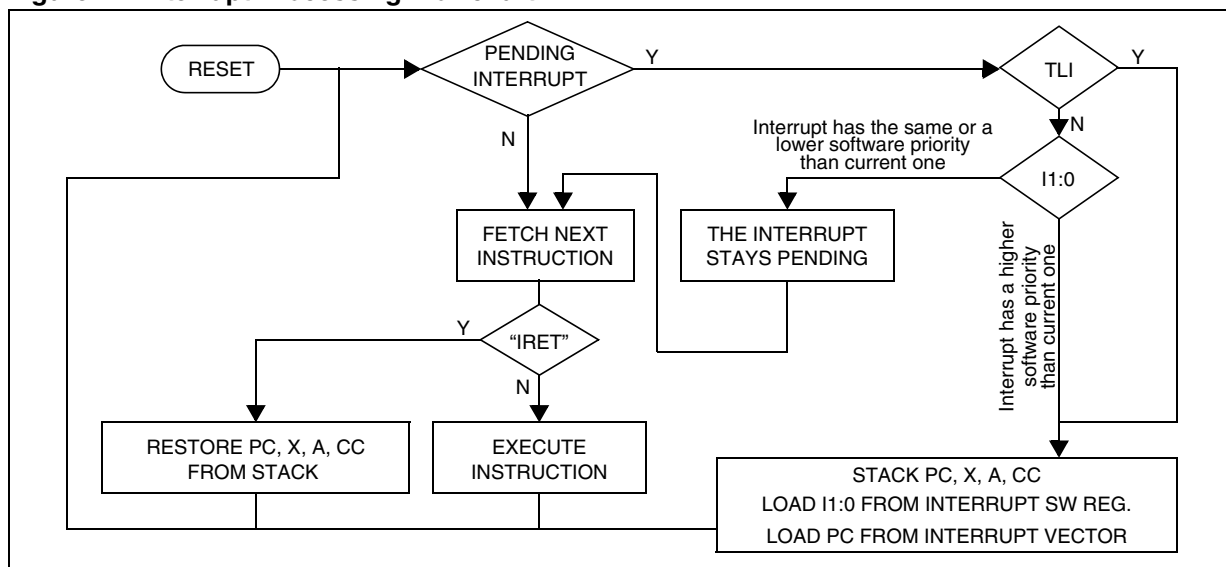 RESET
PENDING
INTERRUPT
Y
TLI
Y
N
N
Interrupt has the same or a
lower software priority
than current one
I1:0
FETCH NEXT
INSTRUCTION
THE INTERRUPT
STAYS PENDING
Interrupt has a higher
software priority
than current one
Y
“IRET”
N
RESTORE PC, X, A, CC
FROM STACK
EXECUTE
INSTRUCTION
STACK PC, X, A, CC
LOAD I1:0 FROM INTERRUPT SW REG.
LOAD PC FROM INTERRUPT VECTOR